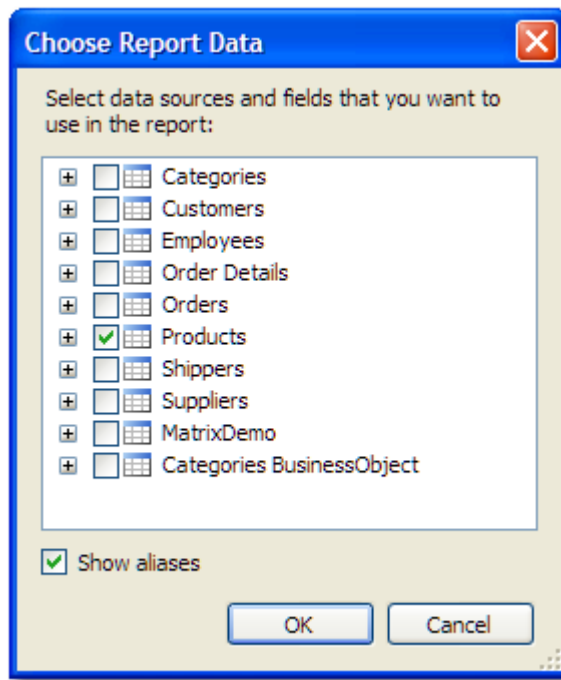 Choose Report Data
Select data sources and fields that you want to
use in the report:
Categories
Customers
Employees
Order Details
Orders
Products
Shippers
Suppliers
MatrixDemo
Categories BusinessObject
Show aliases
OK
Cancel